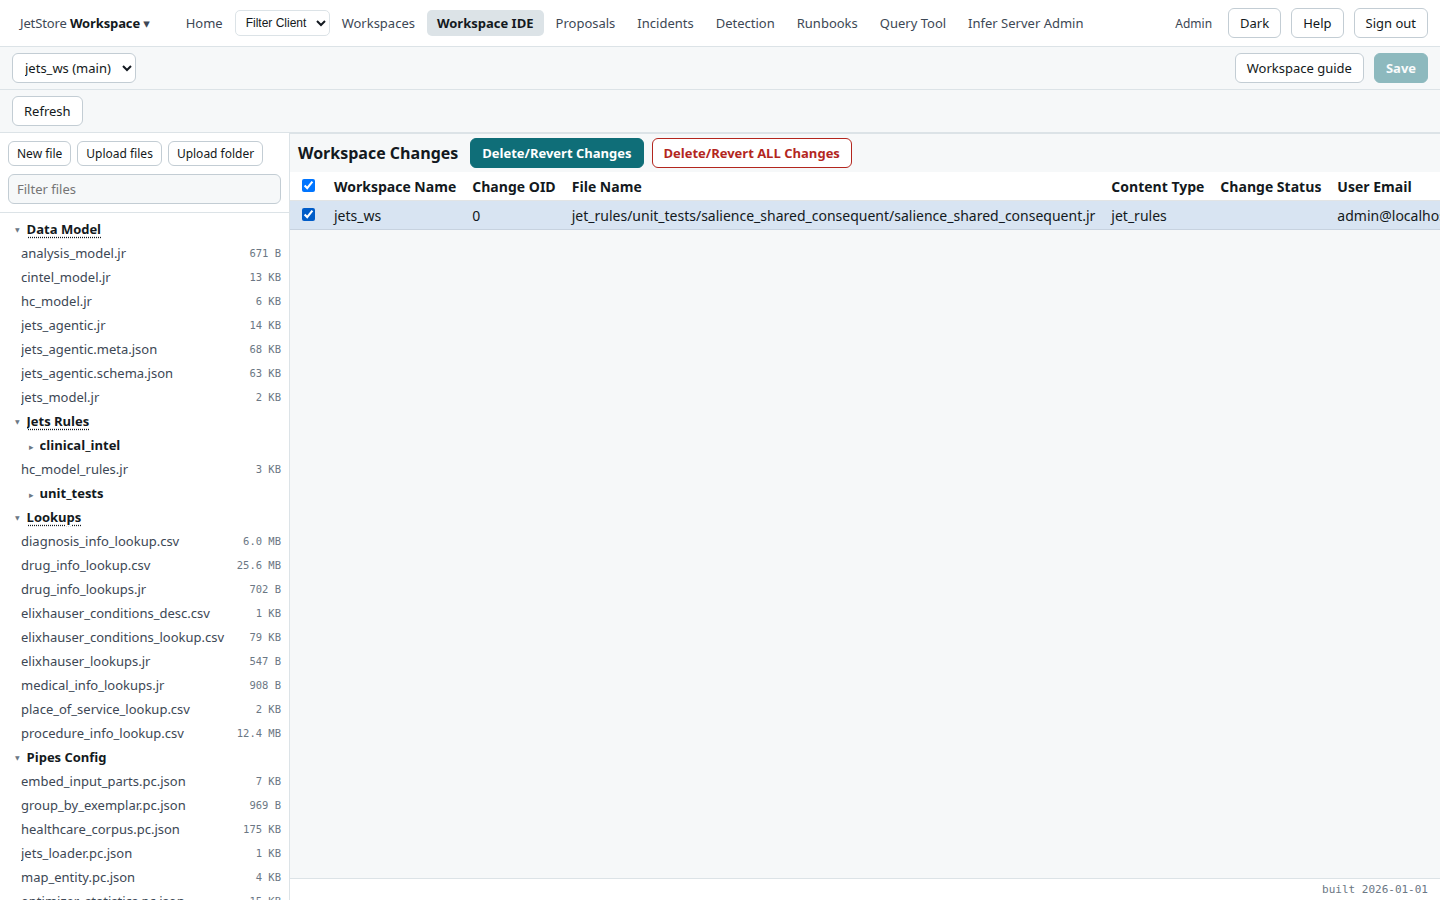 JetStore Workspace ▾ Home Filter Client Workspaces Workspace IDE Proposals Incidents Detection Runbooks Query Tool Infer Server Admin Admin Dark Help Sign out
jets_ws (main) Workspace guide Save
Refresh
New file Upload files Upload folder
Filter files
Workspace Changes Delete/Revert Changes Delete/Revert ALL Changes
Workspace Name Change OID File Name Content Type Change Status User Email
jets_ws 0 jet_rules/unit_tests/salience_shared_consequent/salience_shared_consequent.jr jet_rules admin@localho
▾ Data Model
analysis_model.jr 671 B
cintel_model.jr 13 KB
hc_model.jr 6 KB
jets_agentic.jr 14 KB
jets_agentic.meta.json 68 KB
jets_agentic.schema.json 63 KB
jets_model.jr 2 KB
▾ Jets Rules
▸ clinical_intel
hc_model_rules.jr 3 KB
▸ unit_tests
▾ Lookups
diagnosis_info_lookup.csv 6.0 MB
drug_info_lookup.csv 25.6 MB
drug_info_lookups.jr 702 B
elixhauser_conditions_desc.csv 1 KB
elixhauser_conditions_lookup.csv 79 KB
elixhauser_lookups.jr 547 B
medical_info_lookups.jr 908 B
place_of_service_lookup.csv 2 KB
procedure_info_lookup.csv 12.4 MB
▾ Pipes Config
embed_input_parts.pc.json 7 KB
group_by_exemplar.pc.json 969 B
healthcare_corpus.pc.json 175 KB
jets_loader.pc.json 1 KB
map_entity.pc.json 4 KB
built 2026-01-01